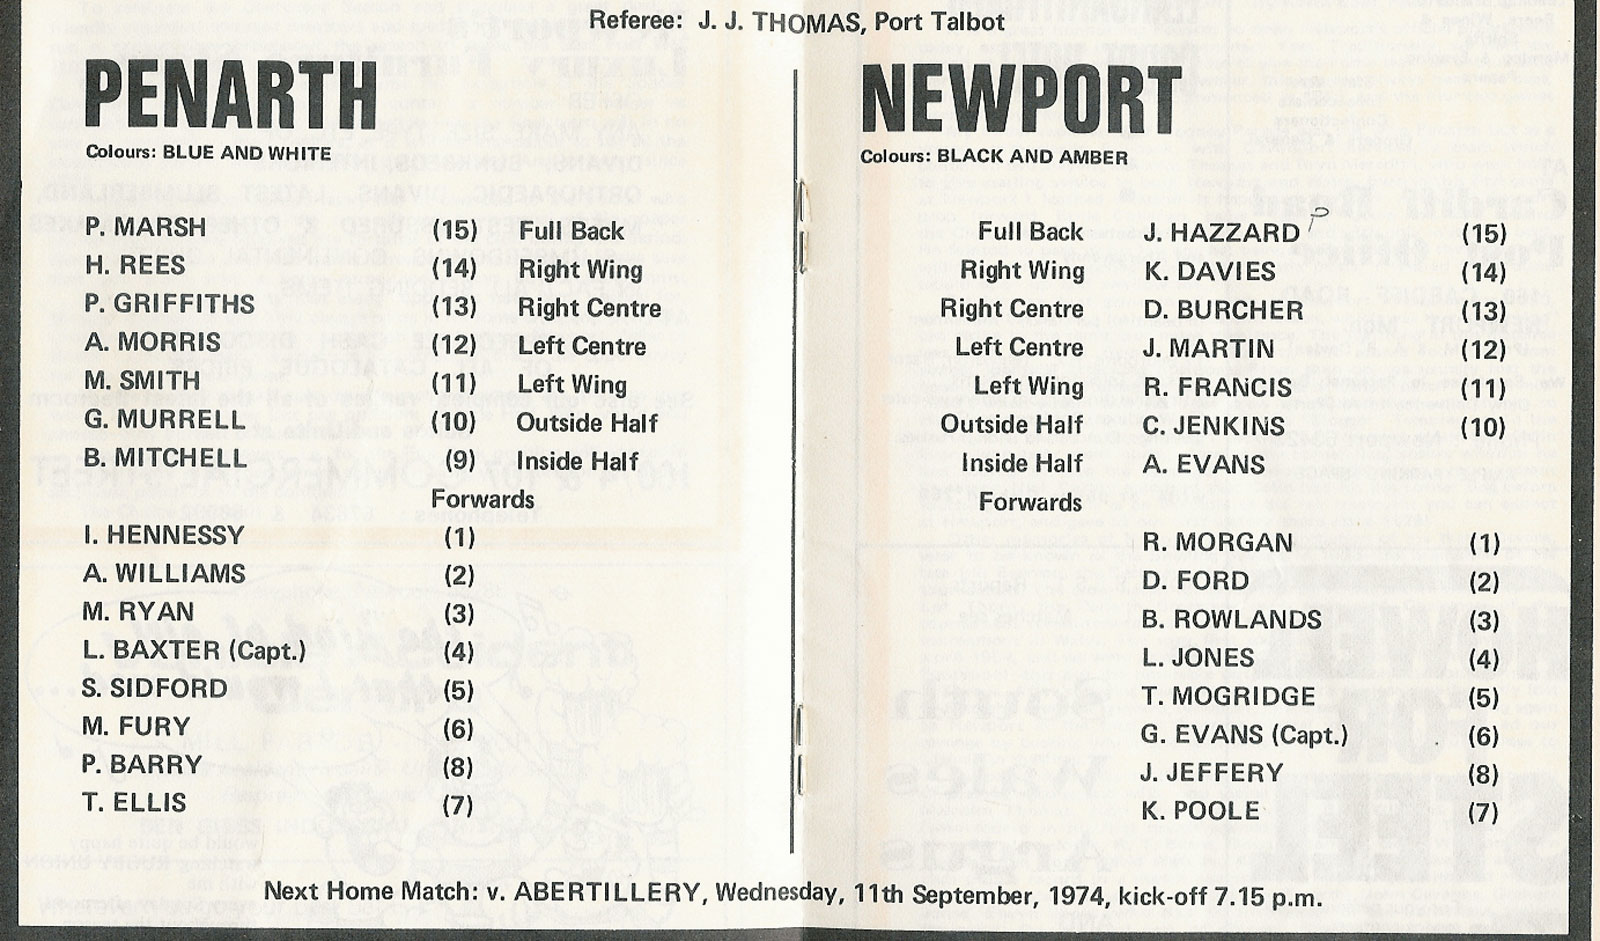 Referee: J. J. THOMAS, Port Talbot
PENARTH
Colours: BLUE AND WHITE
P. MARSH (15) Full Back
H. REES (14) Right Wing
P. GRIFFITHS (13) Right Centre
A. MORRIS (12) Left Centre
M. SMITH (11) Left Wing
G. MURRELL (10) Outside Half
B. MITCHELL (9) Inside Half
Forwards
I. HENNESSY (1)
A. WILLIAMS (2)
M. RYAN (3)
L. BAXTER (Capt.) (4)
S. SIDFORD (5)
M. FURY (6)
P. BARRY (8)
T. ELLIS (7)
NEWPORT
Colours: BLACK AND AMBER
Full Back J. HAZZARD P (15)
Right Wing K. DAVIES (14)
Right Centre D. BURCHER (13)
Left Centre J. MARTIN (12)
Left Wing R. FRANCIS (11)
Outside Half C. JENKINS (10)
Inside Half A. EVANS
Forwards
R. MORGAN (1)
D. FORD (2)
B. ROWLANDS (3)
L. JONES (4)
T. MOGRIDGE (5)
G. EVANS (Capt.) (6)
J. JEFFERY (8)
K. POOLE (7)
Next Home Match: v. ABERTILLERY, Wednesday, 11th September, 1974, kick-off 7.15 p.m.